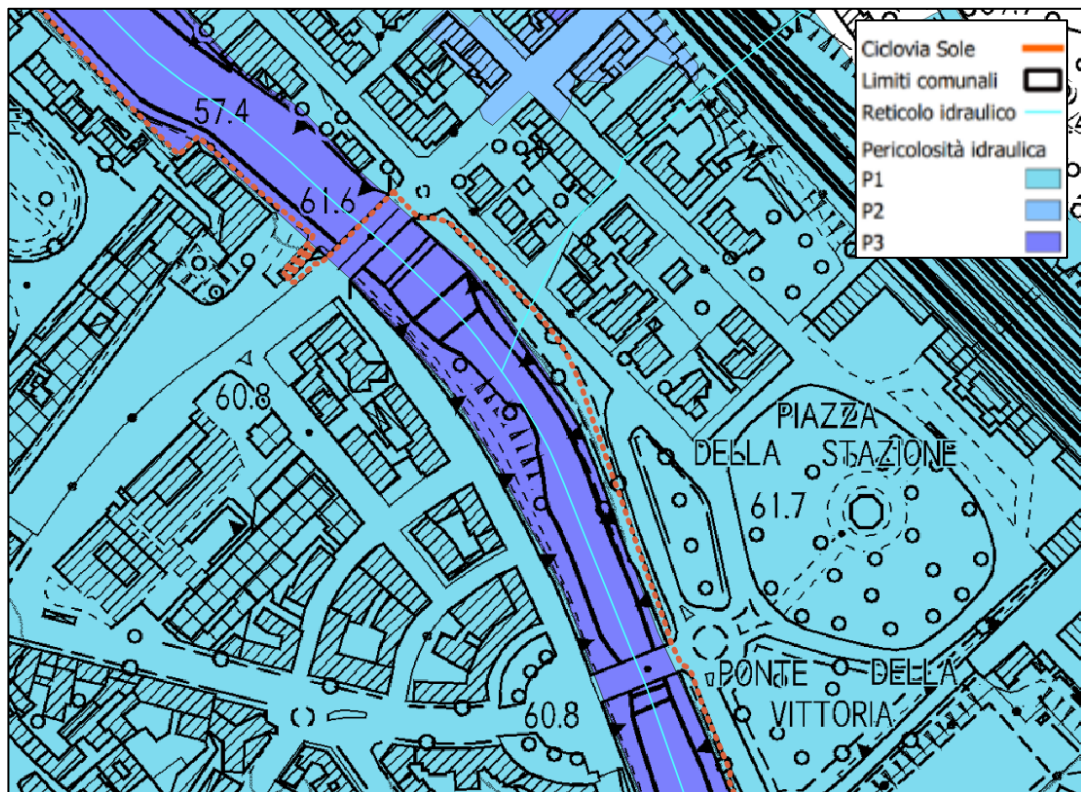 Ciclovia Sole
Limiti comunali
Reticolo idraulico
Pericolosità idraulica
P1
P2
P3
57.4
61.6
60.8
PIAZZA
DELLA STAZIONE
61.7
PONTE DELLA
VITTORIA
60.8